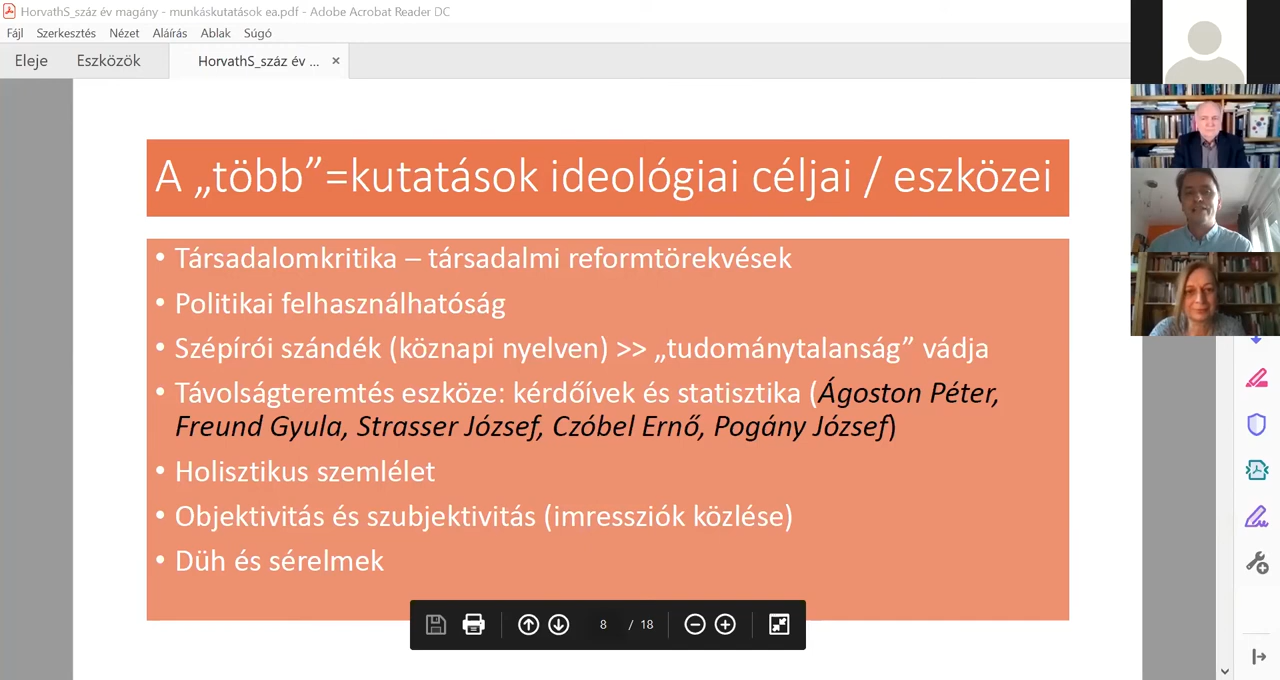 HorvathS_száz év magány - munkáskutatások ea.pdf - Adobe Acrobat Reader DC
Fájl Szerkesztés Nézet Aláírás Ablak Súgó
Eleje Eszközök HorvathS_száz év ... ×
A „több”=kutatások ideológiai céljai / eszközei
• Társadalomkritika – társadalmi reformtörekvések
• Politikai felhasználhatóság
• Szépírói szándék (köznapi nyelven) >> „tudománytalanság” vádja
• Távolságteremtés eszköze: kérdőívek és statisztika (Ágoston Péter,
Freund Gyula, Strasser József, Czóbel Ernő, Pogány József)
• Holisztikus szemlélet
• Objektivitás és szubjektivitás (imressziók közlése)
• Düh és sérelmek
8 / 18